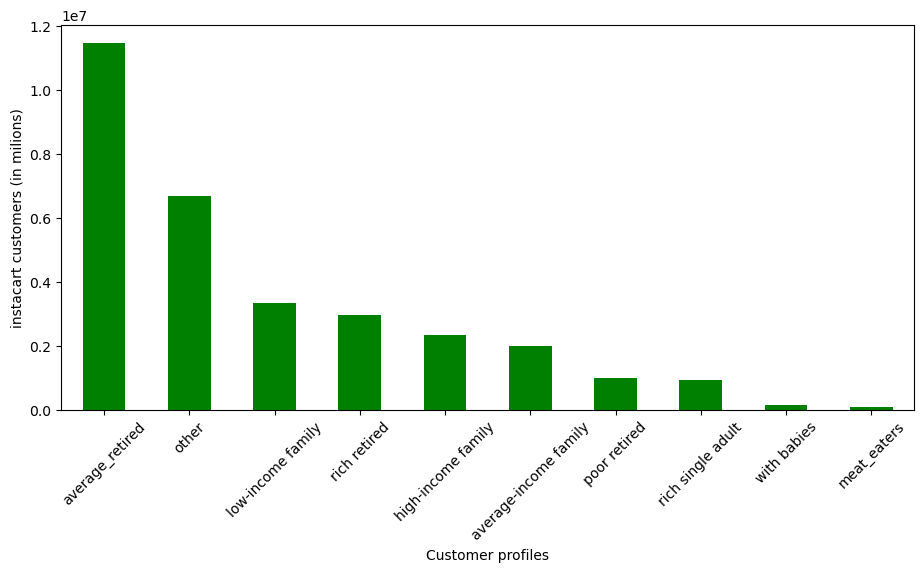 1e7
1.2
1.0
0.8
0.6
0.4
0.2
0.0
instacart customers (in milions)
average_retired
other
low-income family
rich retired
high-income family
average-income family
poor retired
rich single adult
with babies
meat_eaters
Customer profiles